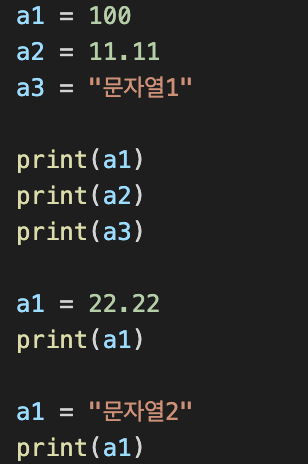 a1 = 100
a2 = 11.11
a3 = "문자열1"
print(a1)
print(a2)
print(a3)
a1 = 22.22
print(a1)
a1 = "문자열2"
print(a1)